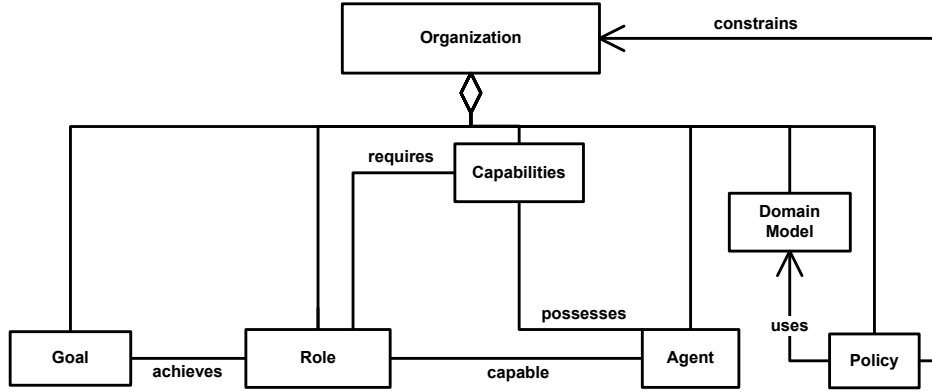 Organization
constrains
requires
Capabilities
Domain
Model
possesses
uses
Goal
achieves
Role
capable
Agent
Policy